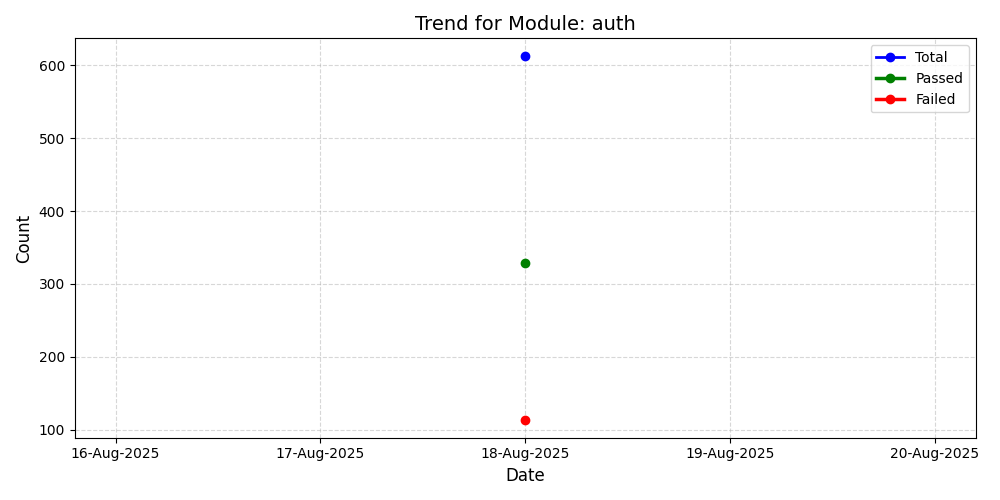 Trend for Module: auth
Total
Passed
Failed
600
500
400
300
200
100
Count
16-Aug-2025
17-Aug-2025
18-Aug-2025
19-Aug-2025
20-Aug-2025
Date